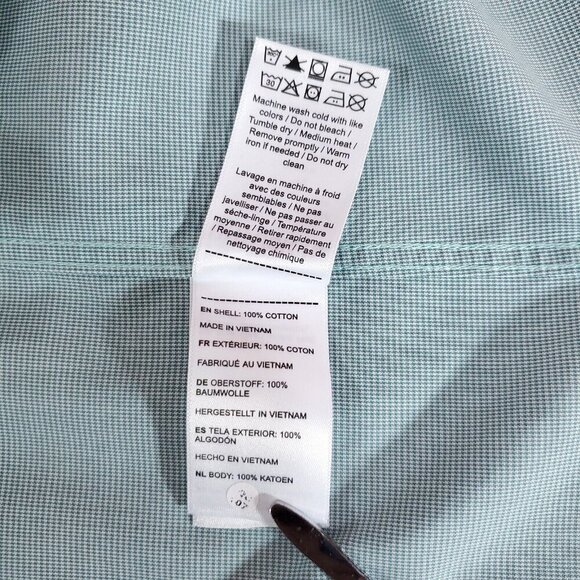 30
Machine wash cold with like
colors / Do not bleach /
Tumble dry / Medium heat /
Remove promptly / Warm
iron if needed / Do not dry
clean
Lavage en machine à froid
avec des couleurs
semblables / Ne pas
javelliser / Ne pas passer au
séche-linge / Température
moyenne / Retirer rapidement
/ Repassage moyen / Pas de
nettoyage chimique
EN SHELL: 100% COTTON
MADE IN VIETNAM
FR EXTÉRIEUR: 100% COTON
FABRIQUÉ AU VIETNAM
DE OBERSTOFF: 100%
BAUMWOLLE
HERGESTELLT IN VIETNAM
ES TELA EXTERIOR: 100%
ALGODÓN
HECHO EN VIETNAM
NL BODY: 100% KATOEN